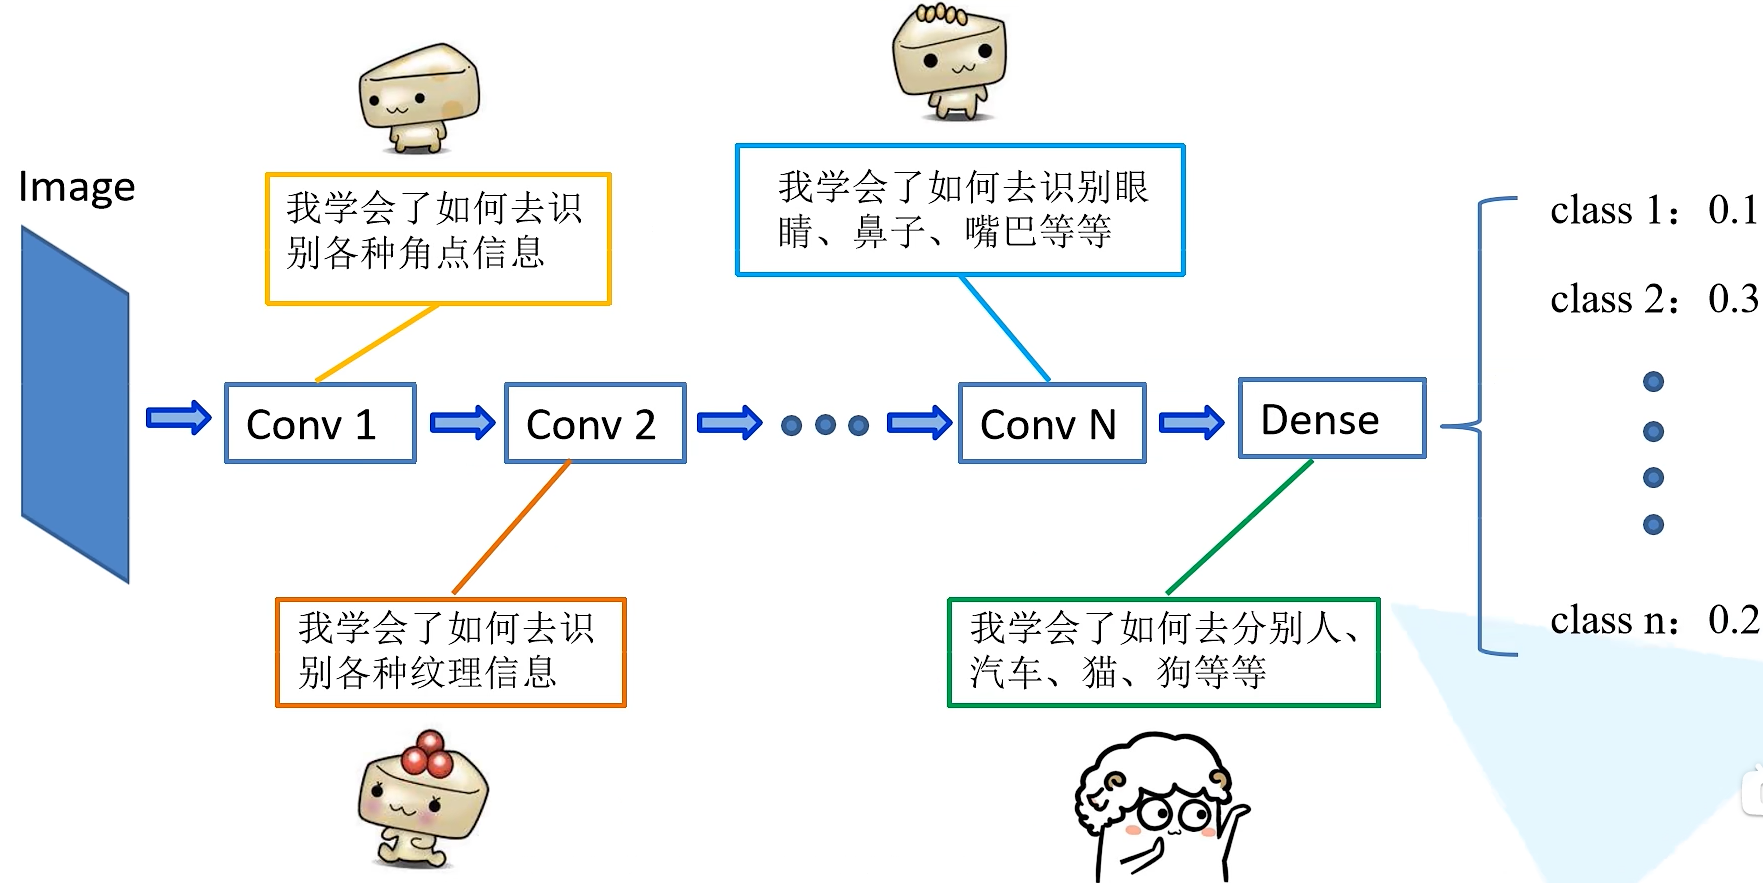 Image
我学会了如何去识
别各种角点信息
我学会了如何去识别眼
睛、鼻子、嘴巴等等
class 1：0.1
class 2：0.3
Conv 1
Conv 2
Conv N
Dense
我学会了如何去识
别各种纹理信息
我学会了如何去分别人、
汽车、猫、狗等等
class n：0.2